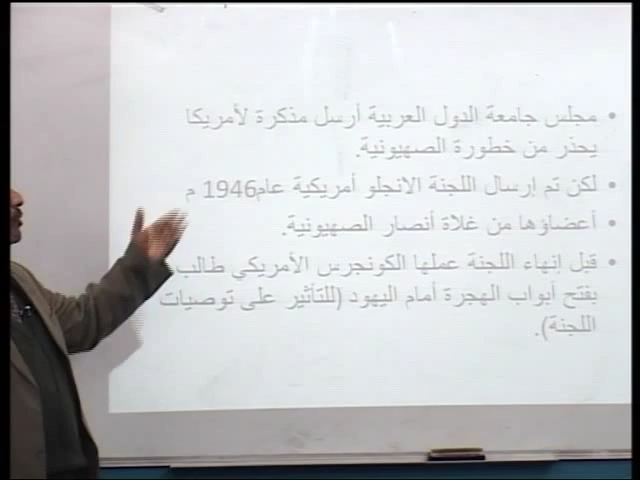 مجلس جامعة الدول العربية أرسل مذكرة لأمريكا
يحذر من خطورة الصهيونية.
لكن تم إرسال اللجنة الانجلو أمريكية عام1946 م
أعضاؤها من غلاة أنصار الصهيونية.
قبل إنهاء اللجنة عملها الكونجرس الأمريكي طالب
بفتح أبواب الهجرة أمام اليهود (للتأثير على توصيات
اللجنة).